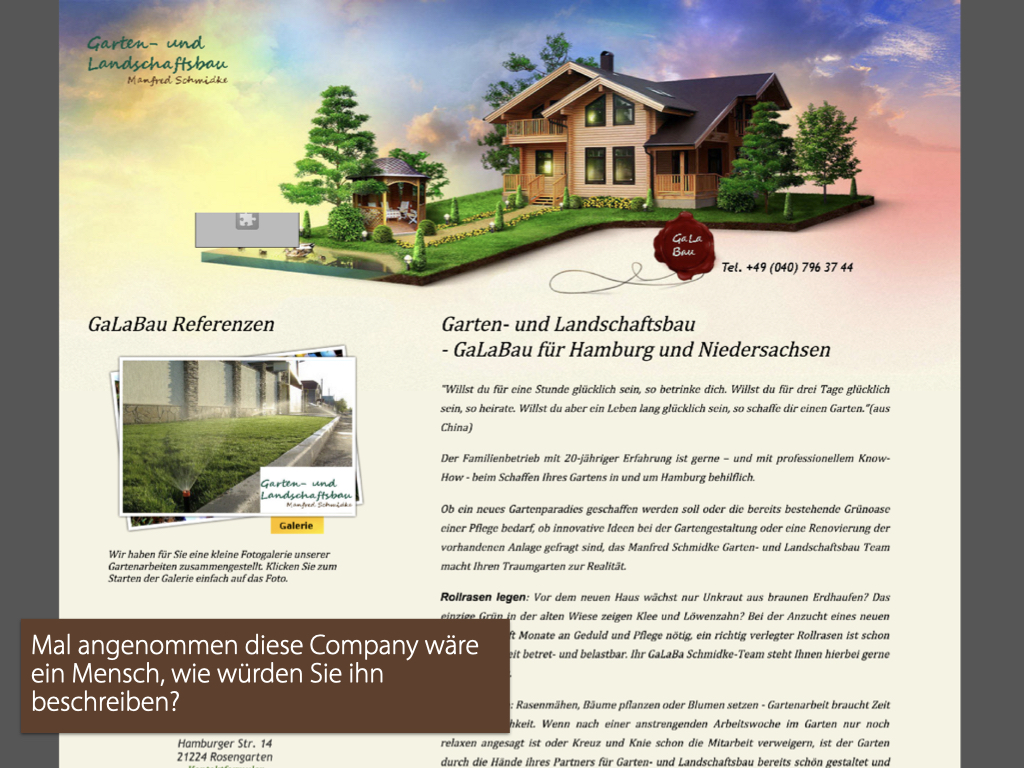 Garten- und
Landschaftsbau
Manfred Schmidke
GaLa
Bau
Tel. +49 (040) 796 37 44
GaLaBau Referenzen
Garten- und
Landschaftsbau
Manfred Schmidke
Galerie
Wir haben für Sie eine kleine Fotogalerie unserer
Gartenarbeiten zusammengestellt. Klicken Sie zum
Starten der Galerie einfach auf das Foto.
Garten- und Landschaftsbau
- GaLaBau für Hamburg und Niedersachsen
"Willst du für eine Stunde glücklich sein, so betrinke dich. Willst du für drei Tage glücklich
sein, so heirate. Willst du aber ein Leben lang glücklich sein, so schaffe dir einen Garten."(aus
China)
Der Familienbetrieb mit 20-jähriger Erfahrung ist gerne – und mit professionellem Know-
How - beim Schaffen Ihres Gartens in und um Hamburg behilflich.
Ob ein neues Gartenparadies geschaffen werden soll oder die bereits bestehende Grünoase
einer Pflege bedarf, ob innovative Ideen bei der Gartengestaltung oder eine Renovierung der
vorhandenen Anlage gefragt sind, das Manfred Schmidke Garten- und Landschaftsbau Team
macht Ihren Traumgarten zur Realität.
Rollrasen legen: Vor dem neuen Haus wächst nur Unkraut aus braunen Erdhaufen? Das
einzige Grün in der alten Wiese zeigen Klee und Löwenzahn? Bei der Anzucht eines neuen
Monate an Geduld und Pflege nötig, ein richtig verlegter Rollrasen ist schon
betret- und belastbar. Ihr GaLaBa Schmidke-Team steht Ihnen hierbei gerne
: Rasenmähen, Bäume pflanzen oder Blumen setzen - Gartenarbeit braucht Zeit
Wenn nach einer anstrengenden Arbeitswoche im Garten nur noch
relaxen angesagt ist oder Kreuz und Knie schon die Mitarbeit verweigern, ist der Garten
durch die Hände ihres Partners für Garten- und Landschaftsbau bereits schön gestaltet und
Mal angenommen diese Company wäre
ein Mensch, wie würden Sie ihn
beschreiben?
Hamburger Str. 14
21224 Rosengarten